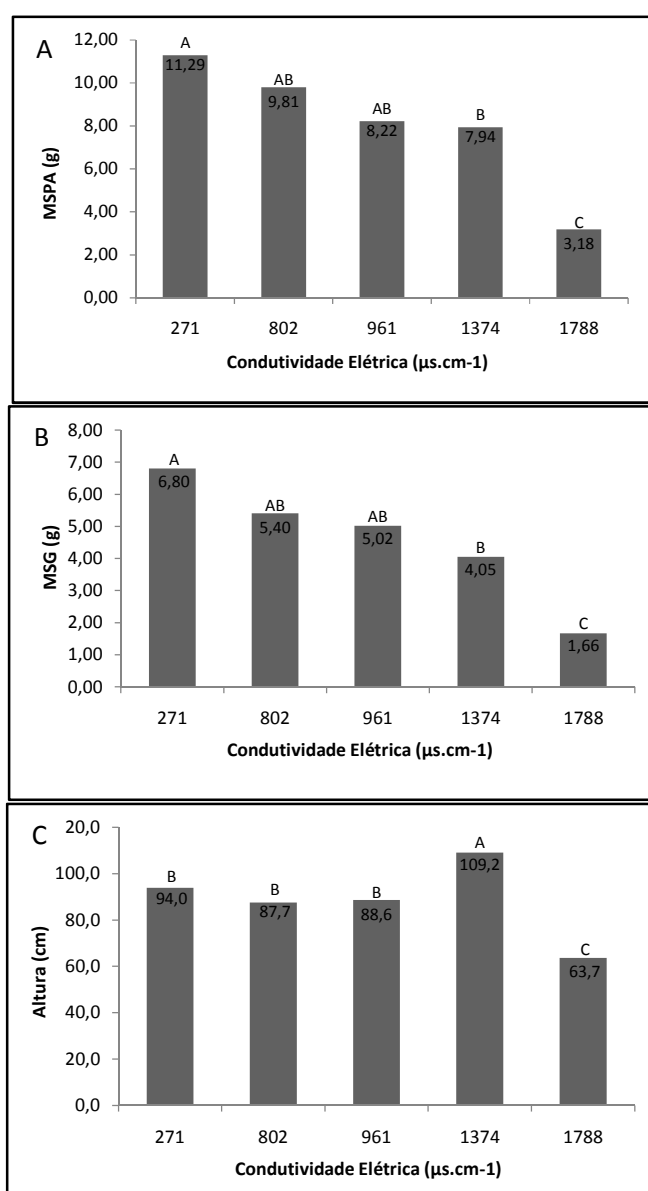 A
MSPA (g)
12,00
10,00
8,00
6,00
4,00
2,00
0,00
A
11,29
AB
9,81
AB
8,22
B
7,94
C
3,18
271 802 961 1374 1788
Condutividade Elétrica (µs.cm-1)
B
MSG (g)
8,00
7,00
6,00
5,00
4,00
3,00
2,00
1,00
0,00
A
6,80
AB
5,40
AB
5,02
B
4,05
C
1,66
271 802 961 1374 1788
Condutividade Elétrica (µs.cm-1)
C
Altura (cm)
20,0
100,0
80,0
60,0
40,0
20,0
0,0
B
94,0
B
87,7
B
88,6
A
109,2
C
63,7
271 802 961 1374 1788
Condutividade Elétrica (µs.cm-1)